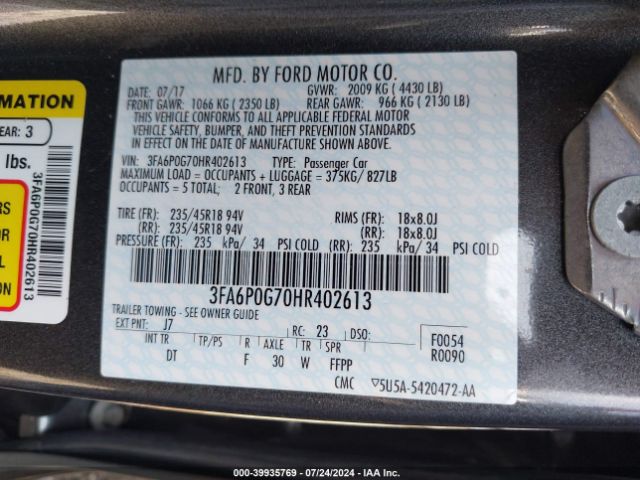 MFD. BY FORD MOTOR CO.
DATE: 07/17 GVWR: 2009 KG ( 4430 LB)
FRONT GAWR: 1066 KG ( 2350 LB) REAR GAWR: 966 KG ( 2130 LB)
THIS VEHICLE CONFORMS TO ALL APPLICABLE FEDERAL MOTOR
VEHICLE SAFETY, BUMPER, AND THEFT PREVENTION STANDARDS
IN EFFECT ON THE DATE OF MANUFACTURE SHOWN ABOVE.
VIN: 3FA6P0G70HR402613 TYPE: Passenger Car
MAXIMUM LOAD = OCCUPANTS + LUGGAGE = 375KG/ 827LB
OCCUPANTS = 5 TOTAL; 2 FRONT, 3 REAR
TIRE (FR): 235/45R18 94V RIMS (FR): 18x8.0J
(RR): 235/45R18 94V (RR): 18x8.0J
PRESSURE (FR): 235 kPa/ 34 PSI COLD (RR): 235 kPa/ 34 PSI COLD
3FA6P0G70HR402613
TRAILER TOWING - SEE OWNER GUIDE
EXT PNT: J7 RC: 23 DSO: F0054
INT TR TP/PS R AXLE TR SPR R0090
DT F 30 W FFPP
CMC ▽5U5A-5420472-AA
ORMATION
EAR: 3
lbs.
RS
OR
L
ON
3FA6P0G70HR402613
000-39935769 - 07/24/2024 - IAA Inc.